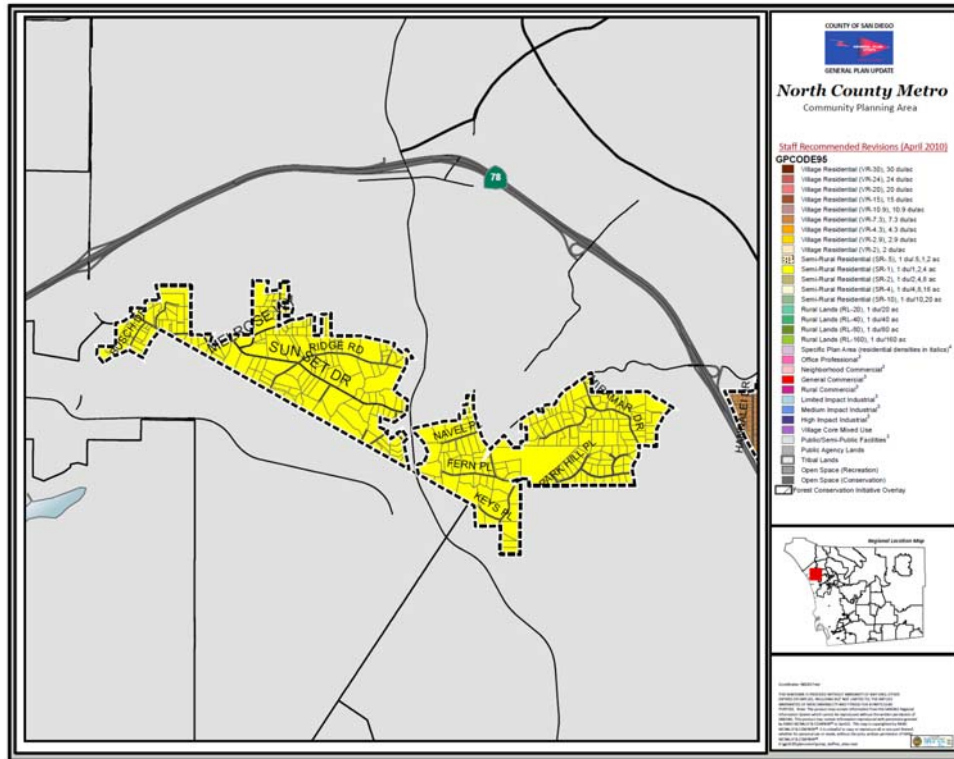 COUNTY OF SAN DIEGO
GENERAL PLAN UPDATE
North County Metro
Community Planning Area
Staff Recommended Revisions (April 2010)
GPCODE95
Village Residential (VR-30), 30 du/ac
Village Residential (VR-24), 24 du/ac
Village Residential (VR-20), 20 du/ac
Village Residential (VR-15), 15 du/ac
Village Residential (VR-10.9), 10.9 du/ac
Village Residential (VR-7.3), 7.3 du/ac
Village Residential (VR-4.3), 4.3 du/ac
Village Residential (VR-2.9), 2.9 du/ac
Village Residential (VR-2), 2 du/ac
Semi-Rural Residential (SR-.5), 1 du/.5,1,2 ac
Semi-Rural Residential (SR-1), 1 du/1,2,4 ac
Semi-Rural Residential (SR-2), 1 du/2,4,8 ac
Semi-Rural Residential (SR-4), 1 du/4,8,16 ac
Semi-Rural Residential (SR-10), 1 du/10,20 ac
Rural Lands (RL-20), 1 du/20 ac
Rural Lands (RL-40), 1 du/40 ac
Rural Lands (RL-80), 1 du/80 ac
Rural Lands (RL-160), 1 du/160 ac
Specific Plan Area (residential densities in italics)
Office Professional
Neighborhood Commercial
General Commercial
Rural Commercial
Limited Impact Industrial
Medium Impact Industrial
High Impact Industrial
Village Core Mixed Use
Public/Semi-Public Facilities
Public Agency Lands
Tribal Lands
Open Space (Recreation)
Open Space (Conservation)
Forest Conservation Initiative Overlay
Regional Location Map
78
MELROSE
RIDGE RD
SUNSET DR
NAVEL PL
FERN PL
KEYS PL
PARK HILL PL
VIRAMAR DR